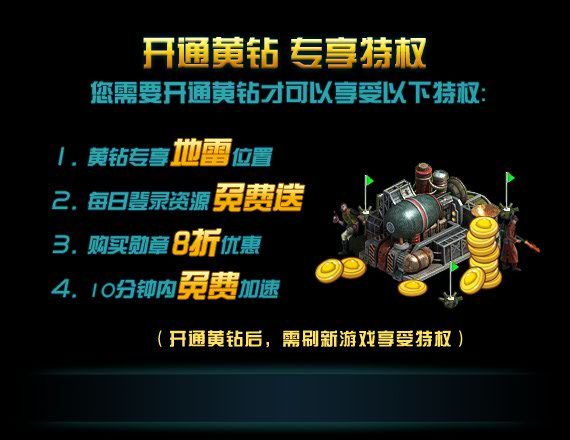 开通黄钻 专享特权
您需要开通黄钻才可以享受以下特权:
1. 黄钻专享地雷位置
2. 每日登录资源免费送
3. 购买勋章8折优惠
4. 10分钟内免费加速
(开通黄钻后，需刷新游戏享受特权)